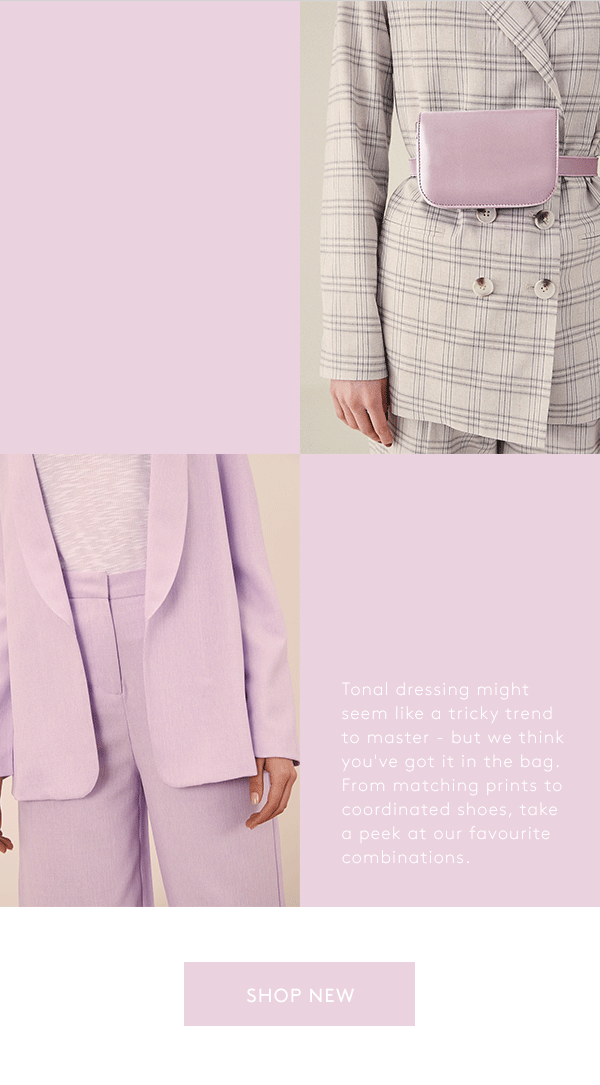 Tonal dressing might
seem like a tricky trend
to master - but we think
you've got it in the bag.
From matching prints to
coordinated shoes, take
a peek at our favourite
combinations.
SHOP NEW